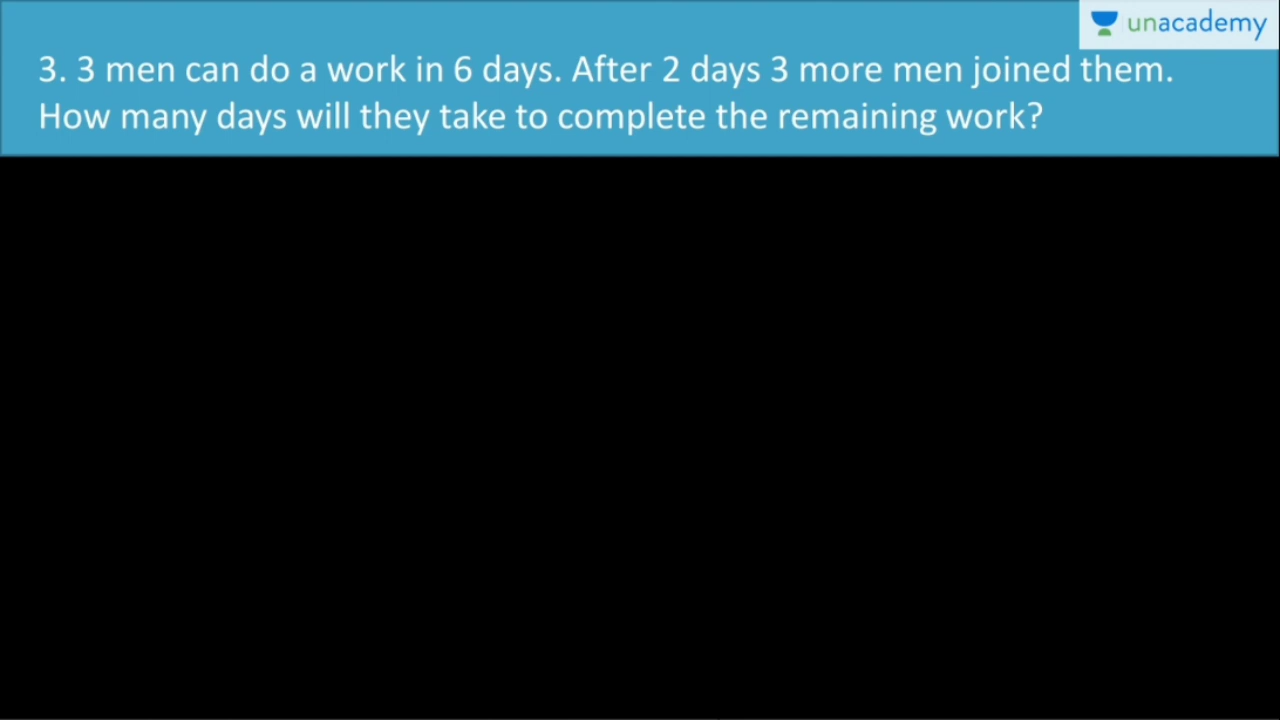 unacademy
3. 3 men can do a work in 6 days. After 2 days 3 more men joined them.
How many days will they take to complete the remaining work?